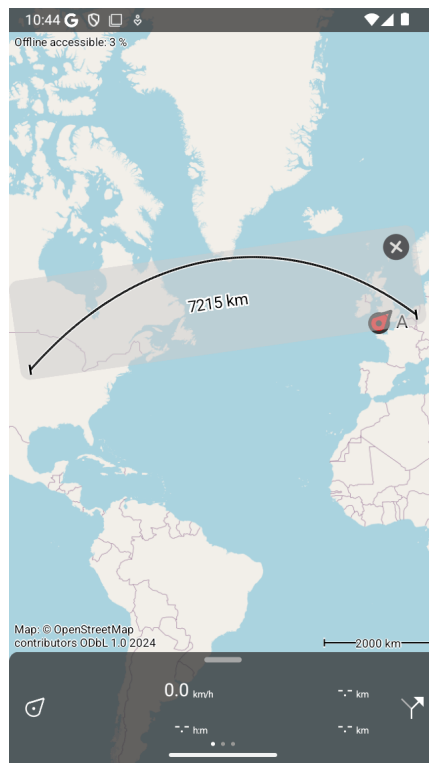 10:44
Offline accessible: 3 %
7215 km
A
Map: © OpenStreetMap
contributors ODbL 1.0 2024
2000 km
0.0 km/h
-.- km
-.- h:m
-.- km